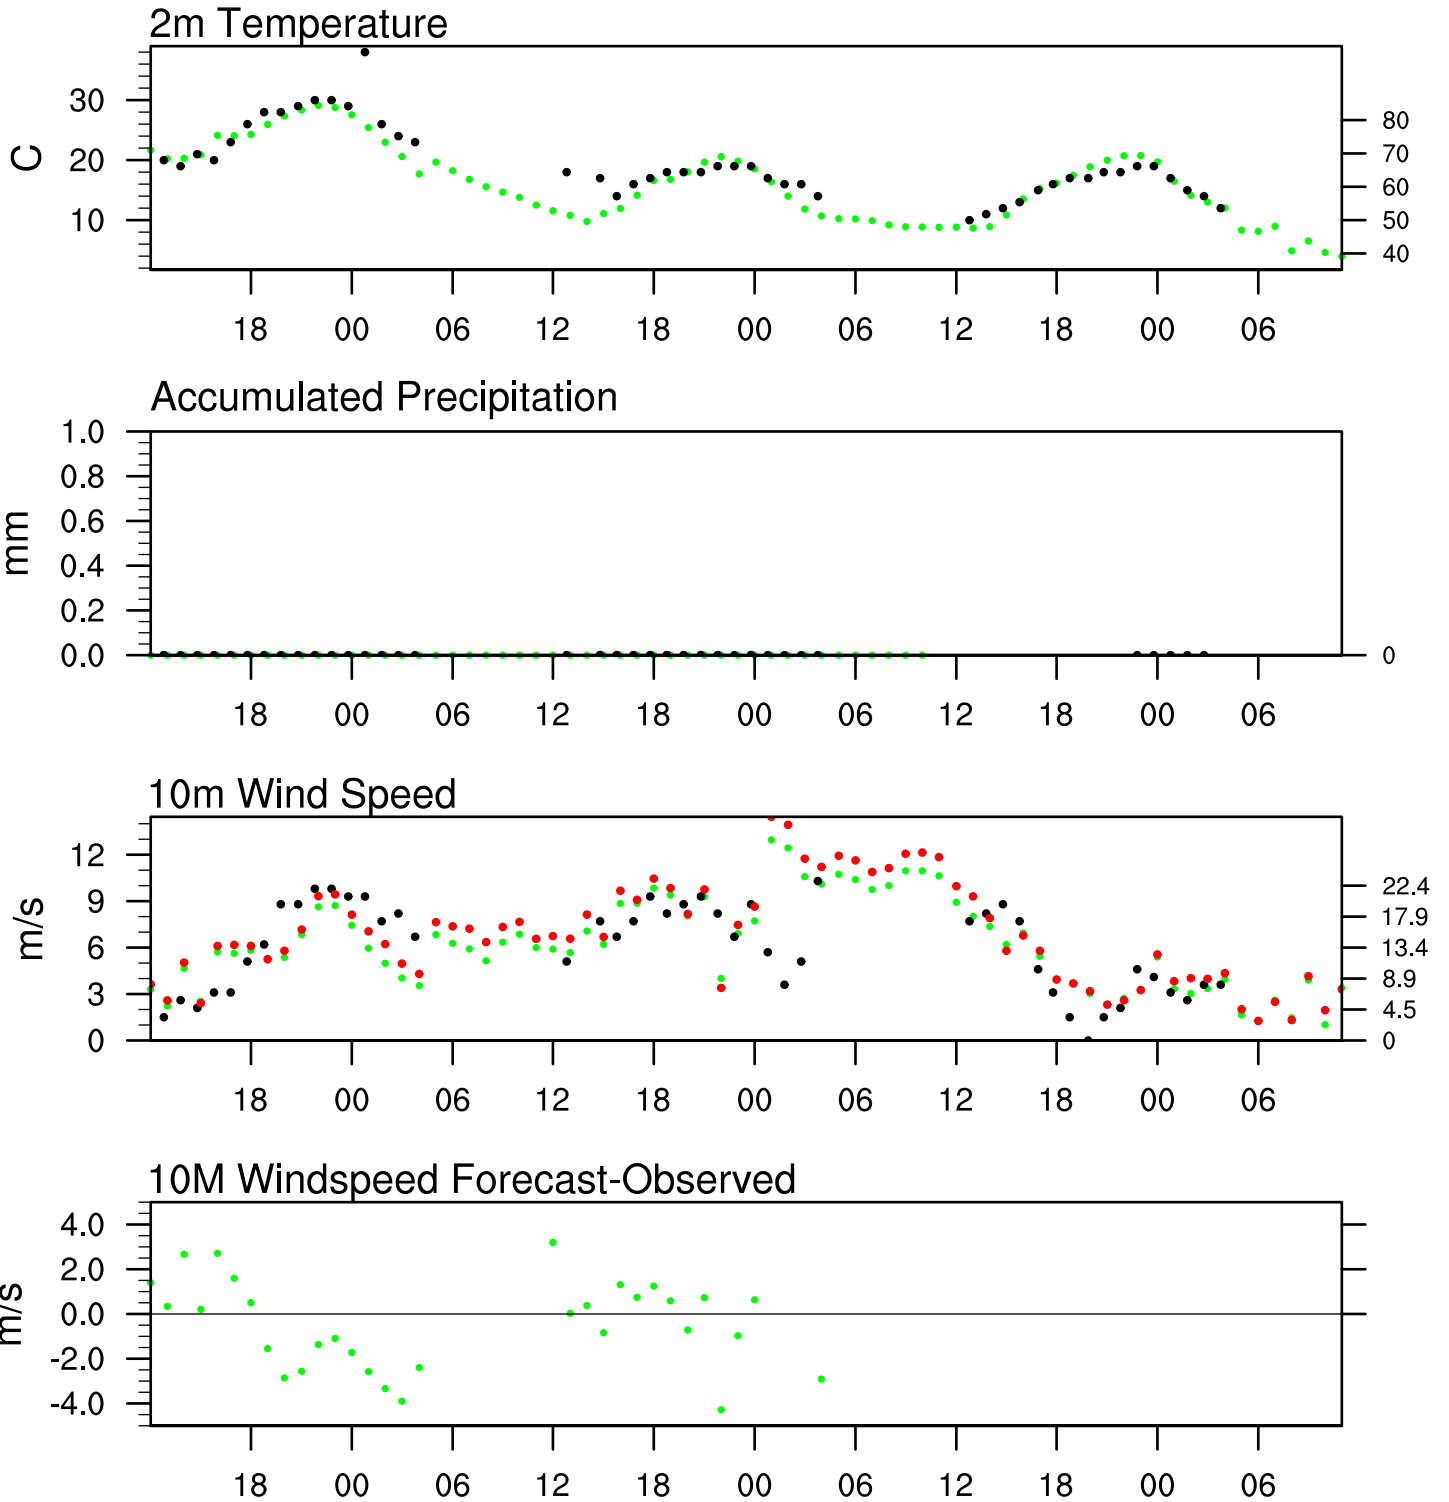 2m Temperature
C
30
20
10
80
70
60
50
40
18 00 06 12 18 00 06 12 18 00 06
Accumulated Precipitation
mm
1.0
0.8
0.6
0.4
0.2
0.0
0
18 00 06 12 18 00 06 12 18 00 06
10m Wind Speed
m/s
12
9
6
3
0
22.4
17.9
13.4
8.9
4.5
0
18 00 06 12 18 00 06 12 18 00 06
10M Windspeed Forecast-Observed
m/s
4.0
2.0
0.0
-2.0
-4.0
18 00 06 12 18 00 06 12 18 00 06